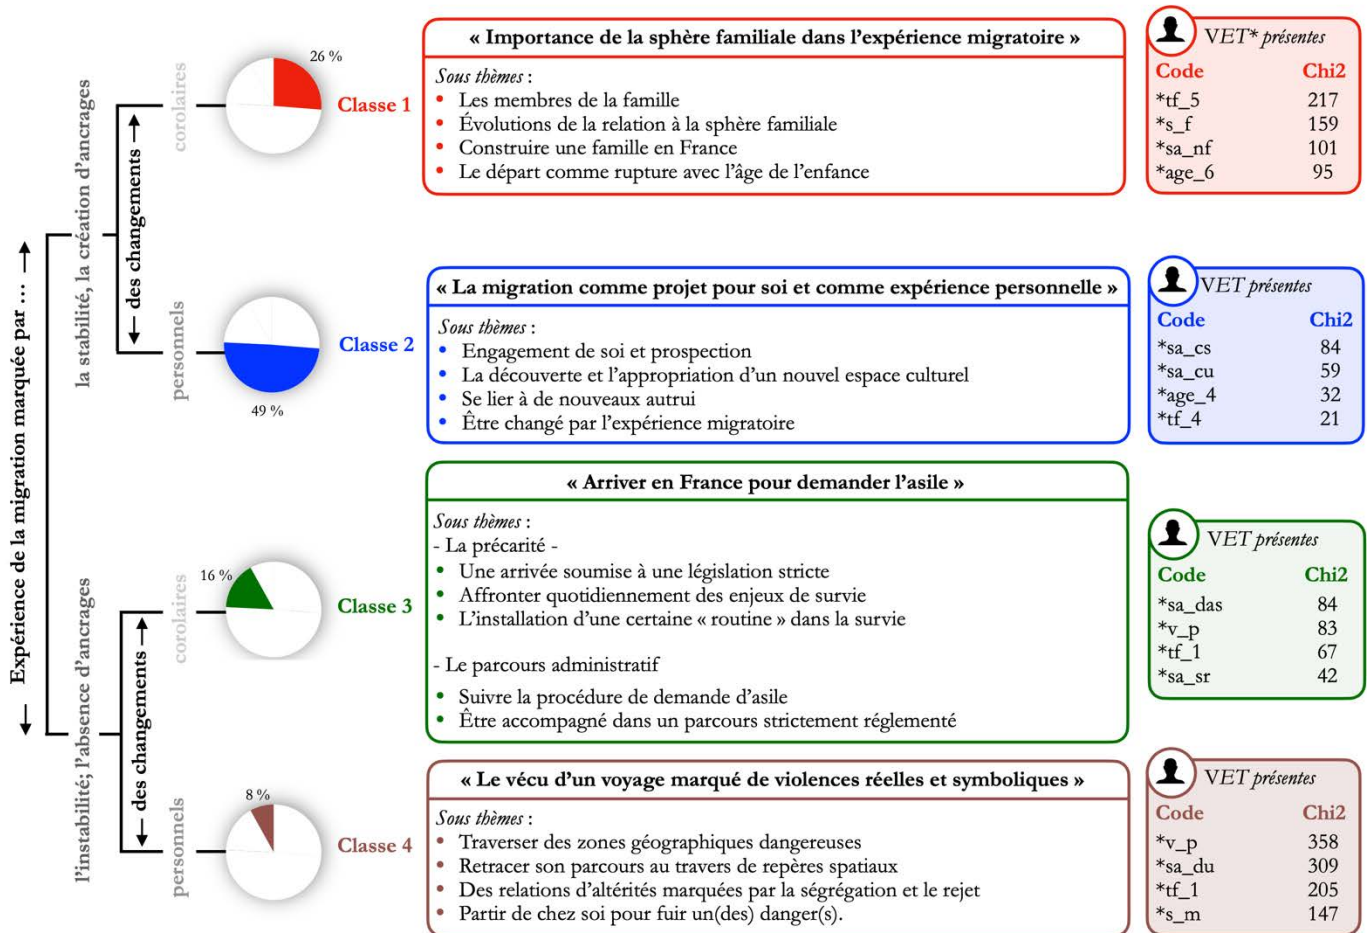 Expérience de la migration marquée par ...
la stabilité, la création d’ancrages
des changements
corolaires
26 %
Classe 1
« Importance de la sphère familiale dans l’expérience migratoire »
Sous thèmes :
• Les membres de la famille
• Évolutions de la relation à la sphère familiale
• Construire une famille en France
• Le départ comme rupture avec l’âge de l’enfance
VET* présentes
Code Chi2
*tf_5 217
*s_f 159
*sa_nf 101
*age_6 95
personnels
49 %
Classe 2
« La migration comme projet pour soi et comme expérience personnelle »
Sous thèmes :
• Engagement de soi et prospection
• La découverte et l’appropriation d’un nouvel espace culturel
• Se lier à de nouveaux autrui
• Être changé par l’expérience migratoire
VET présentes
Code Chi2
*sa_cs 84
*sa_cu 59
*age_4 32
*tf_4 21
l’instabilité; l’absence d’ancrages
des changements
corolaires
16 %
Classe 3
« Arriver en France pour demander l’asile »
Sous thèmes :
- La précarité -
• Une arrivée soumise à une législation stricte
• Affronter quotidiennement des enjeux de survie
• L’installation d’une certaine « routine » dans la survie
- Le parcours administratif
• Suivre la procédure de demande d’asile
• Être accompagné dans un parcours strictement réglementé
VET présentes
Code Chi2
*sa_das 84
*v_p 83
*tf_1 67
*sa_sr 42
personnels
8 %
Classe 4
« Le vécu d’un voyage marqué de violences réelles et symboliques »
Sous thèmes :
• Traverser des zones géographiques dangereuses
• Retracer son parcours au travers de repères spatiaux
• Des relations d’altérités marquées par la ségrégation et le rejet
• Partir de chez soi pour fuir un(des) danger(s).
VET présentes
Code Chi2
*v_p 358
*sa_du 309
*tf_1 205
*s_m 147